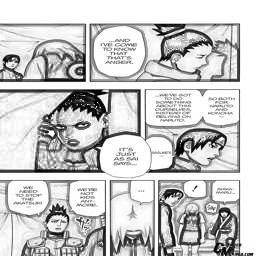 ...AND
I'VE COME
TO KNOW
THAT
THAT'S
ANGER.
SO BOTH
FOR
NARUTO
AND
KONOHA
...WE'VE GOT
TO DO
SOMETHING
ABOUT THIS
OURSELVES,
INSTEAD OF
RELYING ON
NARUTO.
IT'S
JUST
AS SAI
SAYS...
SHIKA-
MARU...
!
...
WE'RE
NOT
KIDS
ANY-
MORE.
WE
NEED TO
STOP THE
AKATSUKI